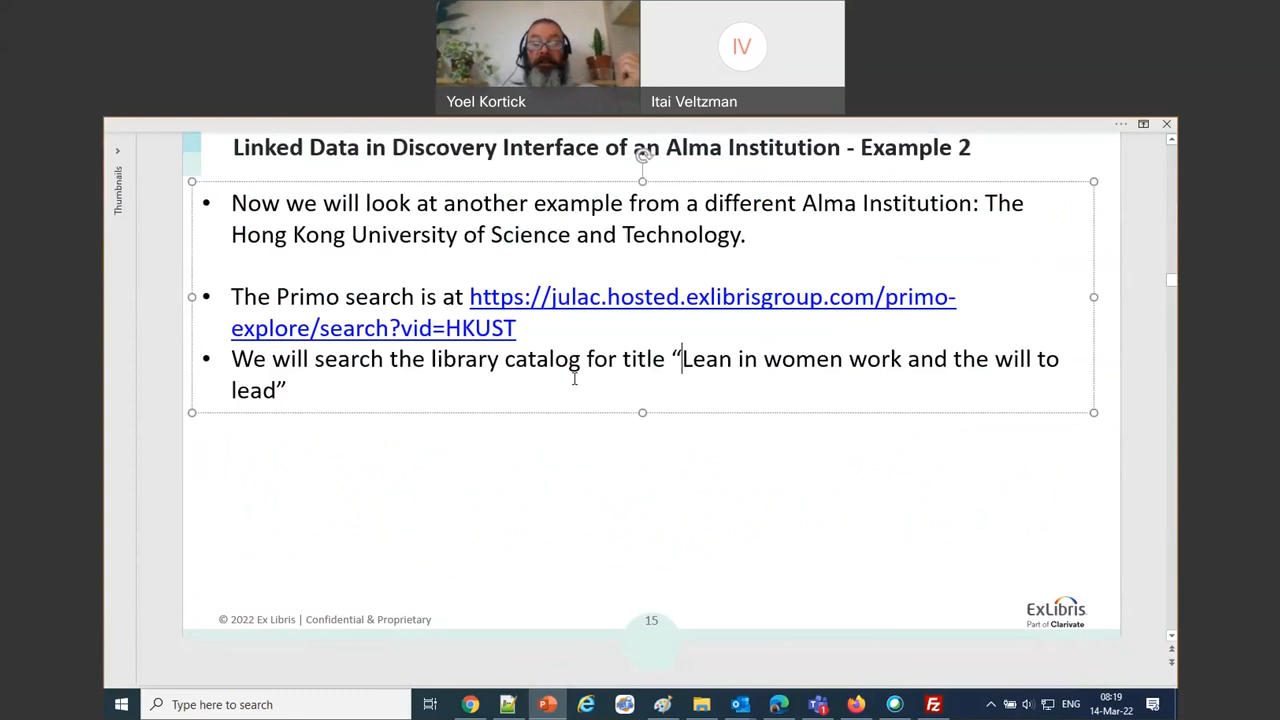 IV
Yoel Kortick
Itai Veltzman
Thumbnails
Linked Data in Discovery Interface of an Alma Institution - Example 2
• Now we will look at another example from a different Alma Institution: The
Hong Kong University of Science and Technology.
• The Primo search is at https://julac.hosted.exlibrisgroup.com/primo-
explore/search?vid=HKUST
• We will search the library catalog for title “Lean in women work and the will to
lead”
© 2022 Ex Libris | Confidential & Proprietary
15
ExLibris
Part of Clarivate
Type here to search
ENG
08:19
14-Mar-22